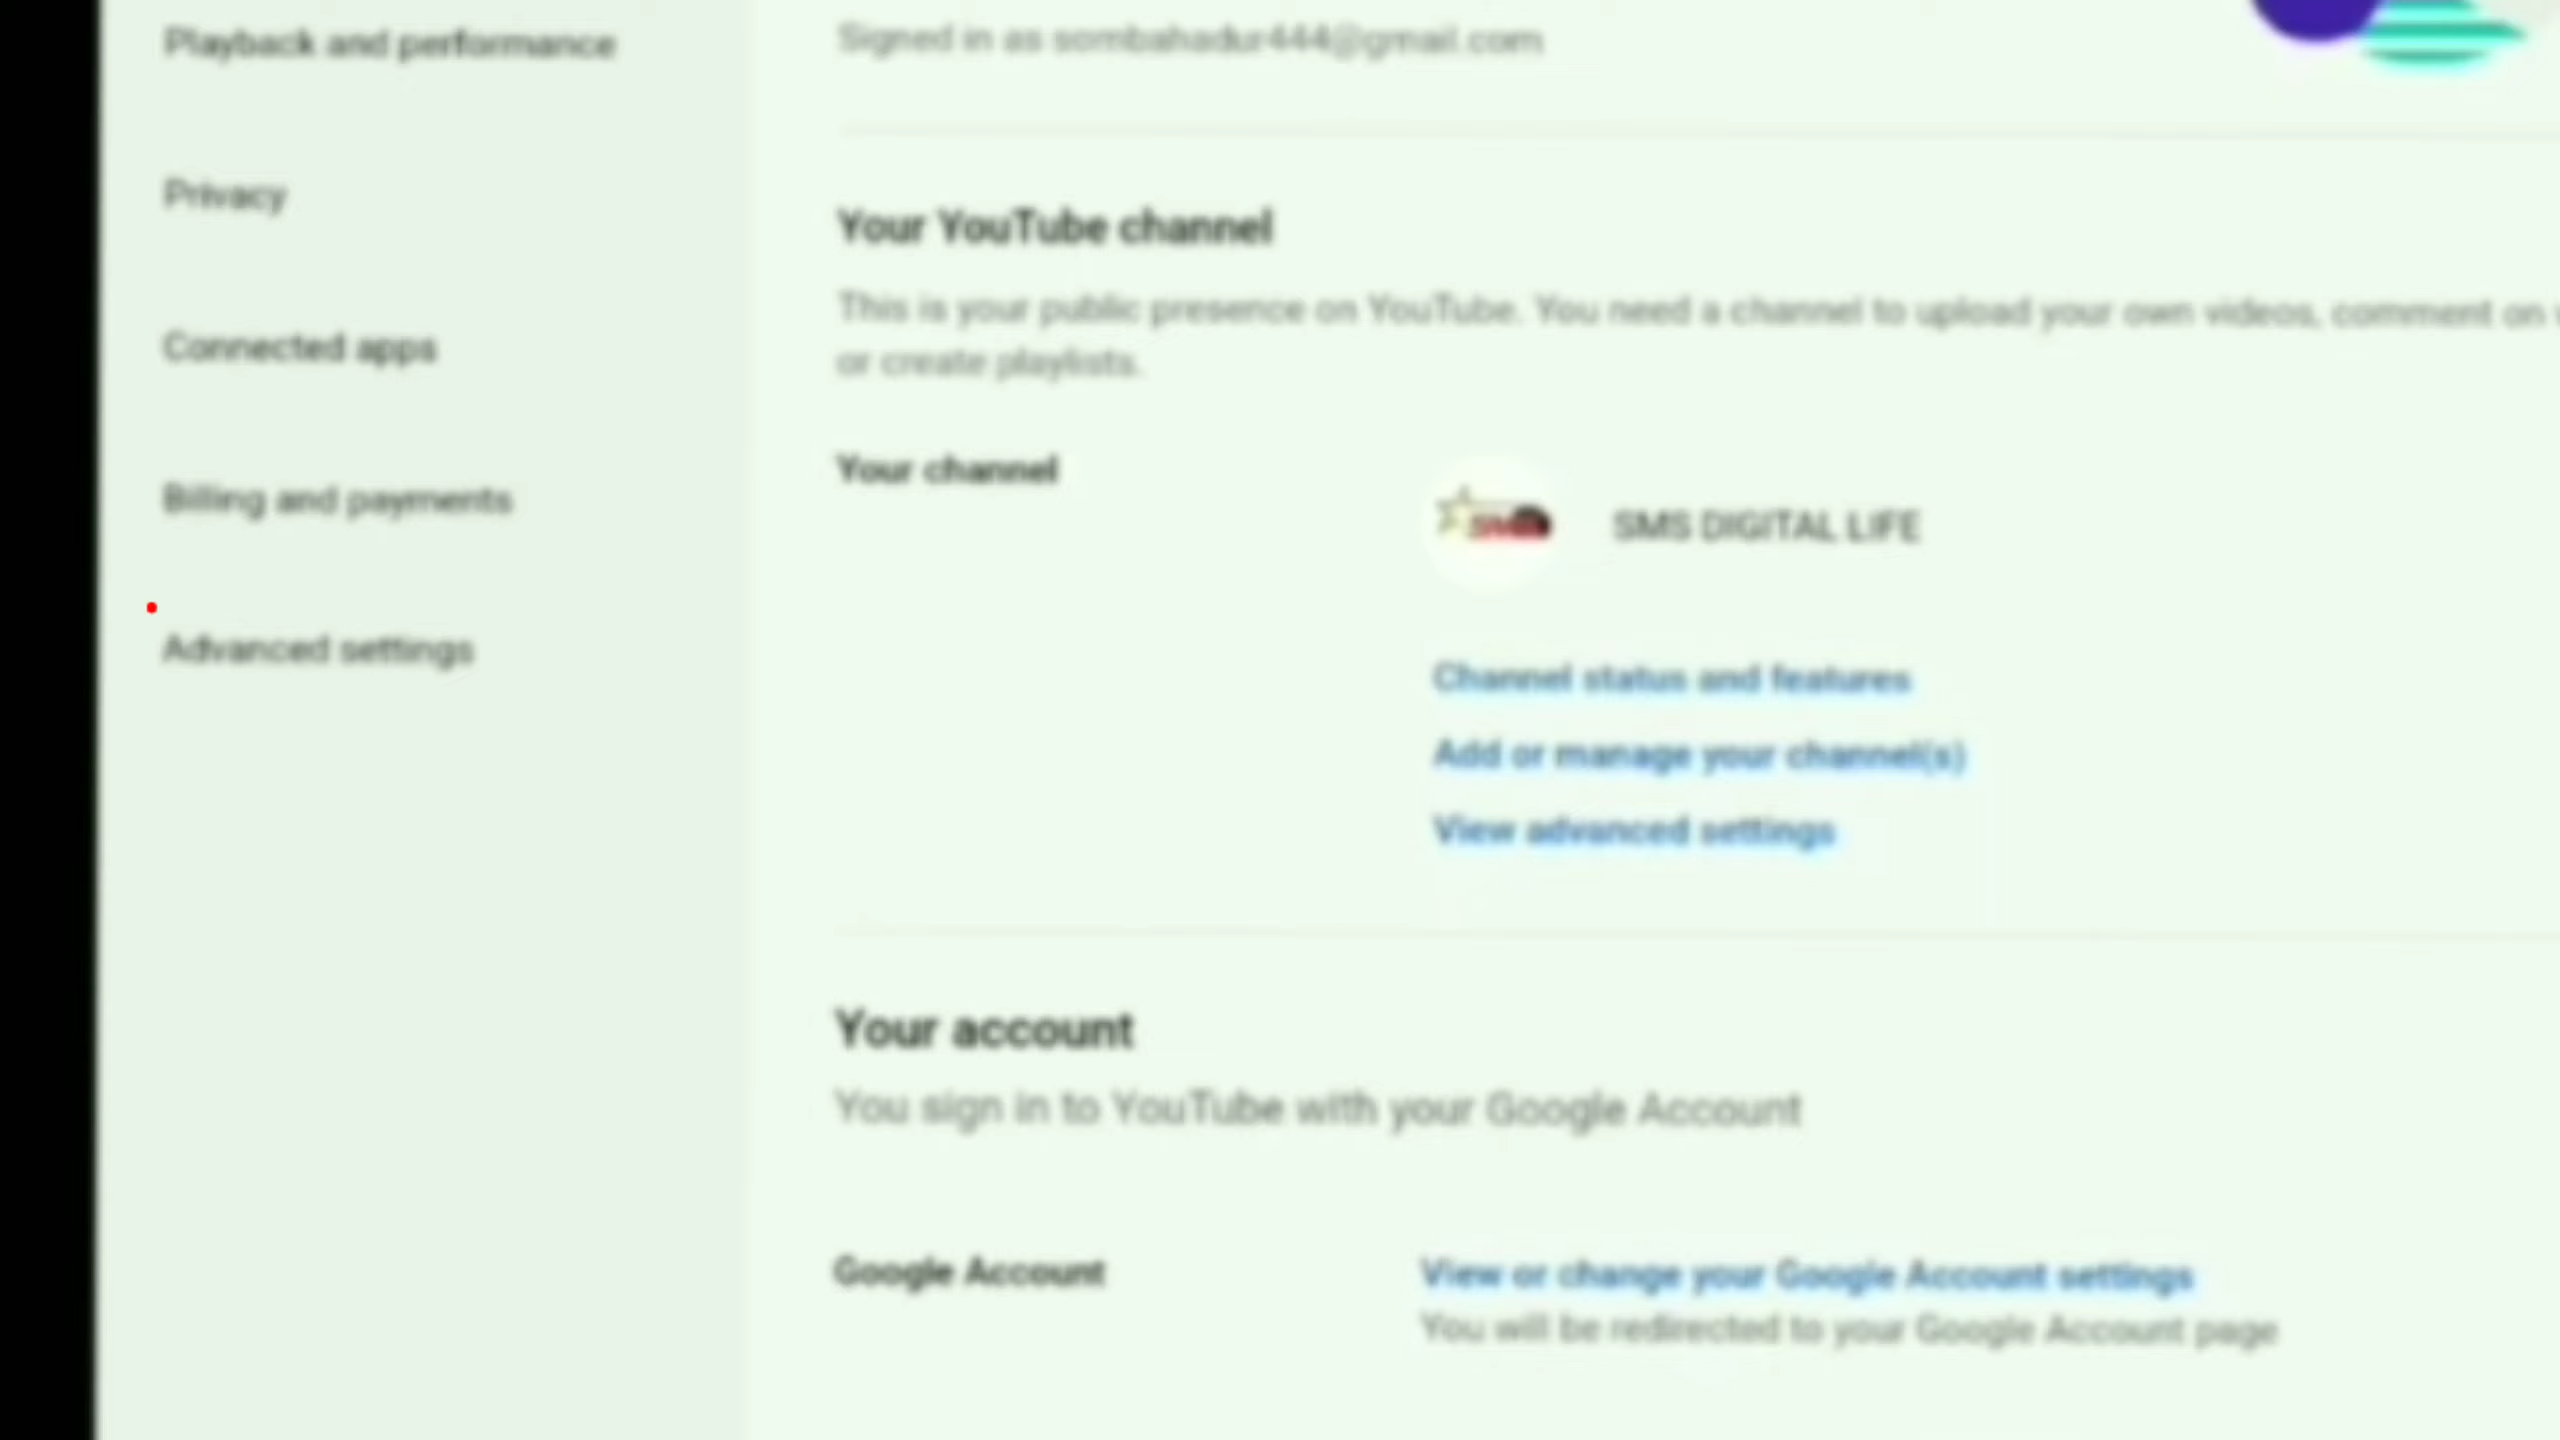 Playback and performance
Privacy
Connected apps
Billing and payments
Advanced settings
Signed in as sombahadur444@gmail.com
Your YouTube channel
This is your public presence on YouTube. You need a channel to upload your own videos, comment on
or create playlists.
Your channel
SMS
SMS DIGITAL LIFE
Channel status and features
Add or manage your channel(s)
View advanced settings
Your account
You sign in to YouTube with your Google Account
Google Account
View or change your Google Account settings
You will be redirected to your Google Account page